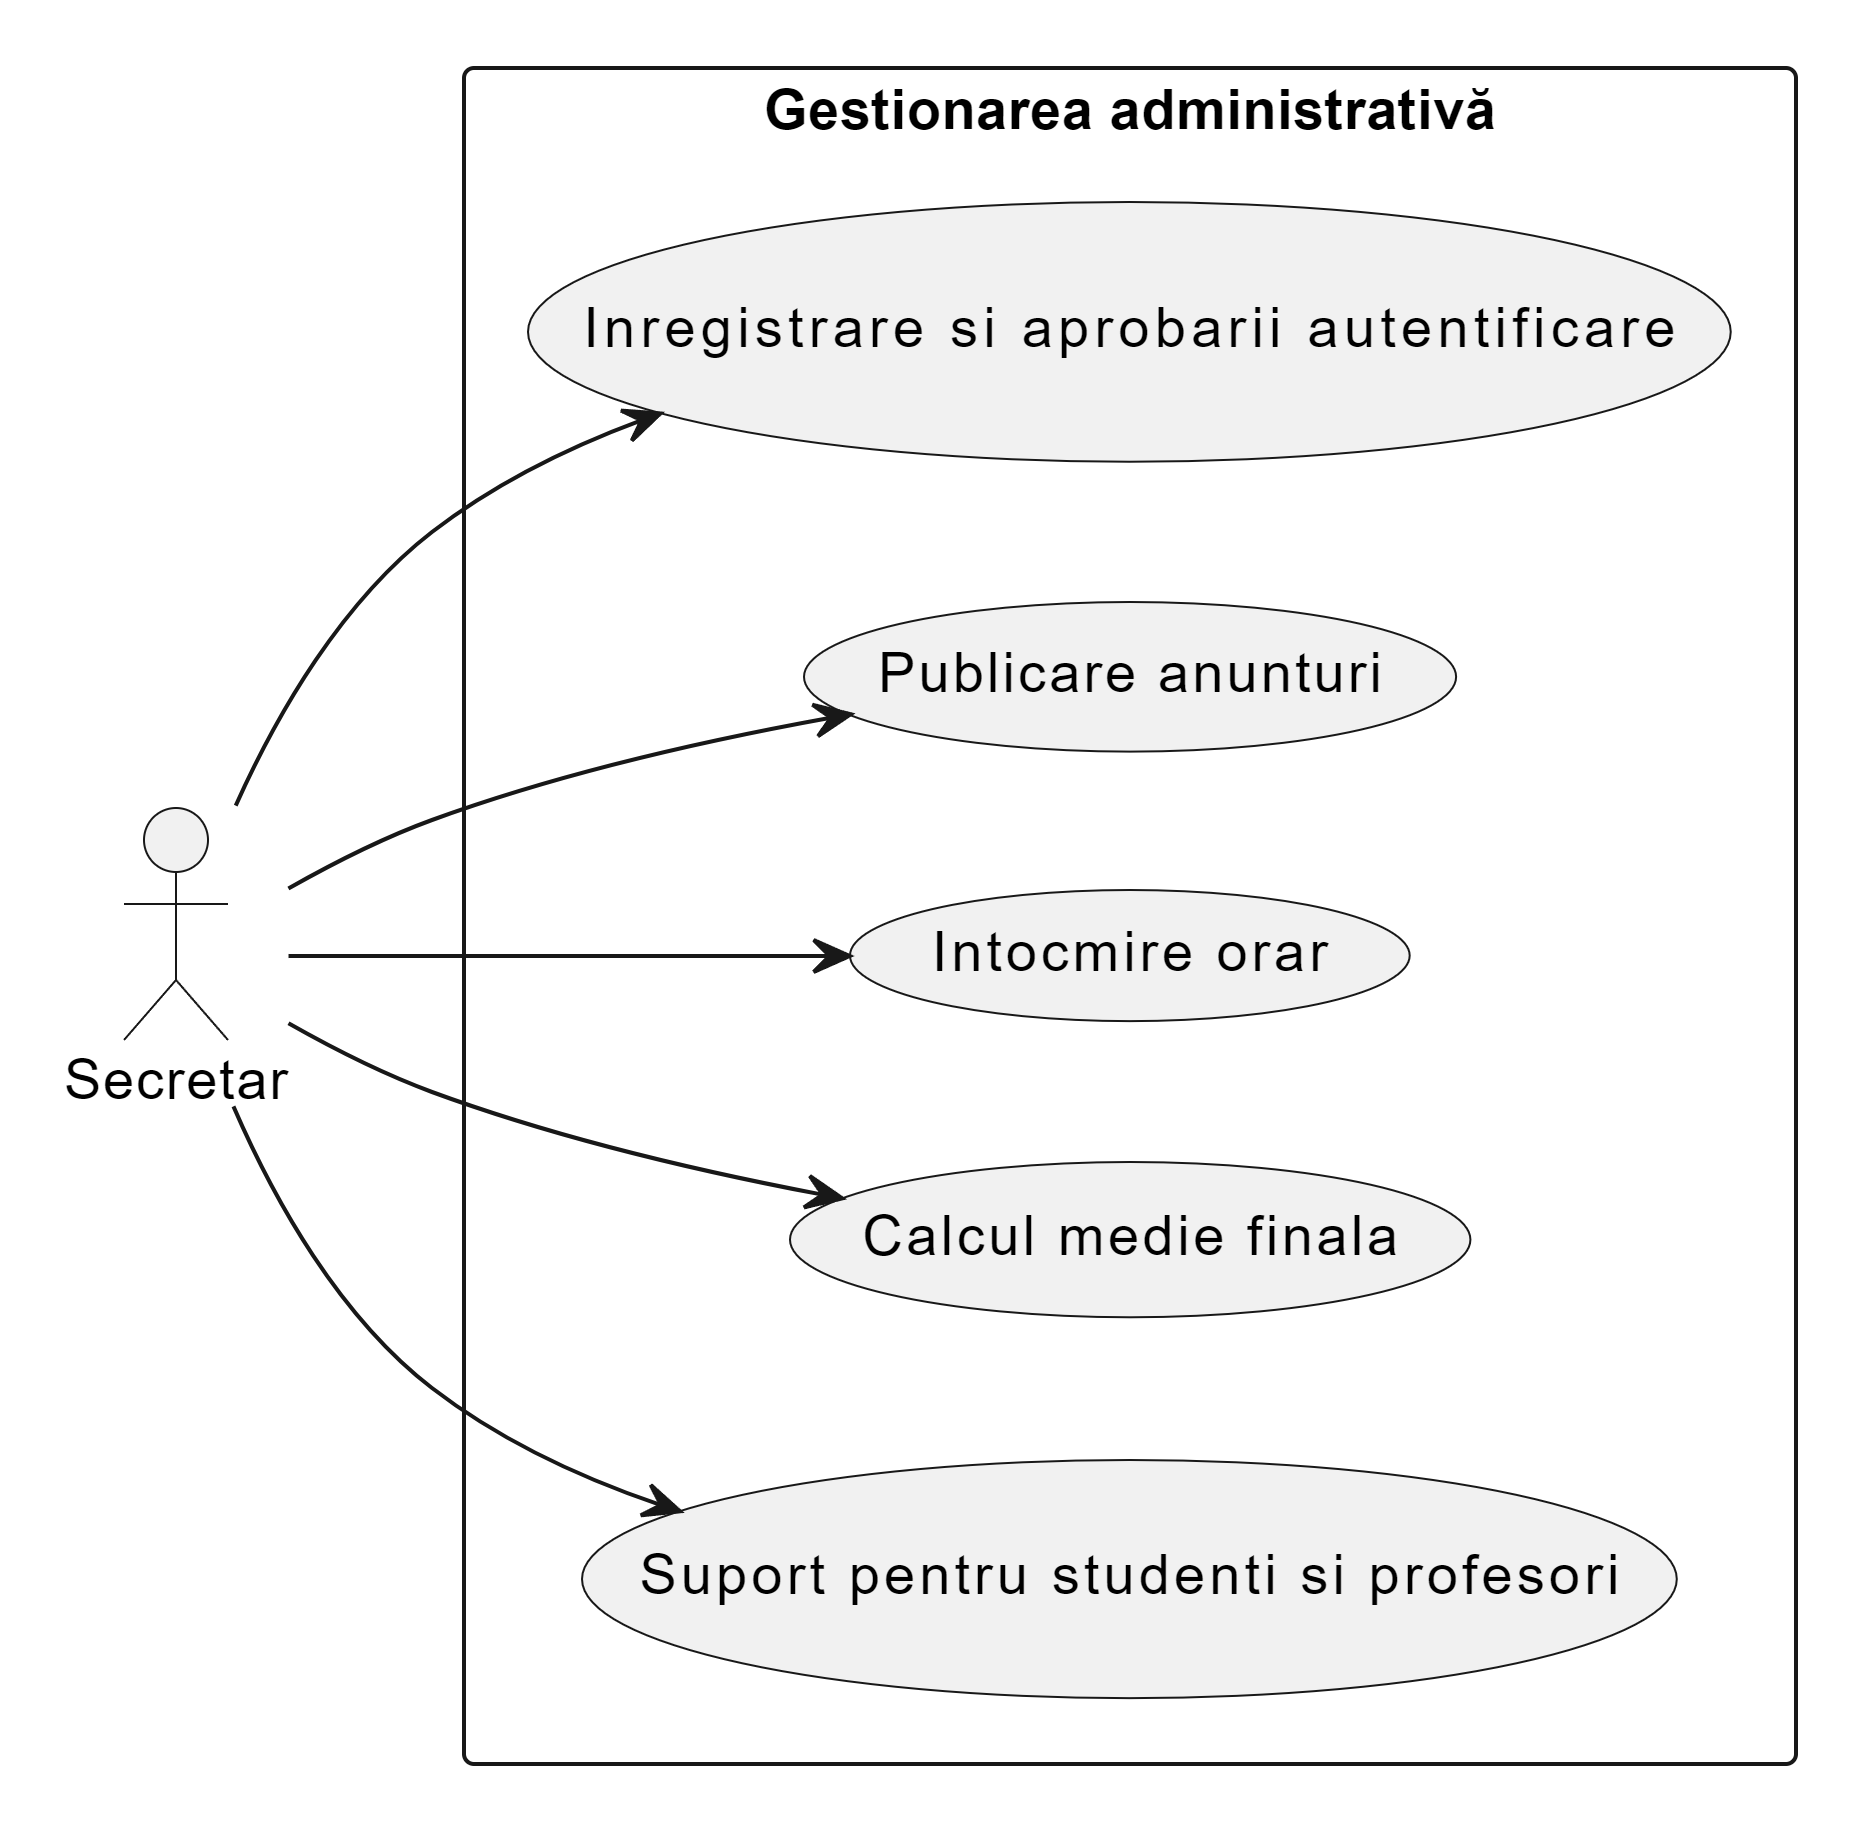 Gestionarea administrativă
Inregistrare si aprobarii autentificare
Publicare anunturi
Intocmire orar
Secretar
Calcul medie finala
Suport pentru studenti si profesori